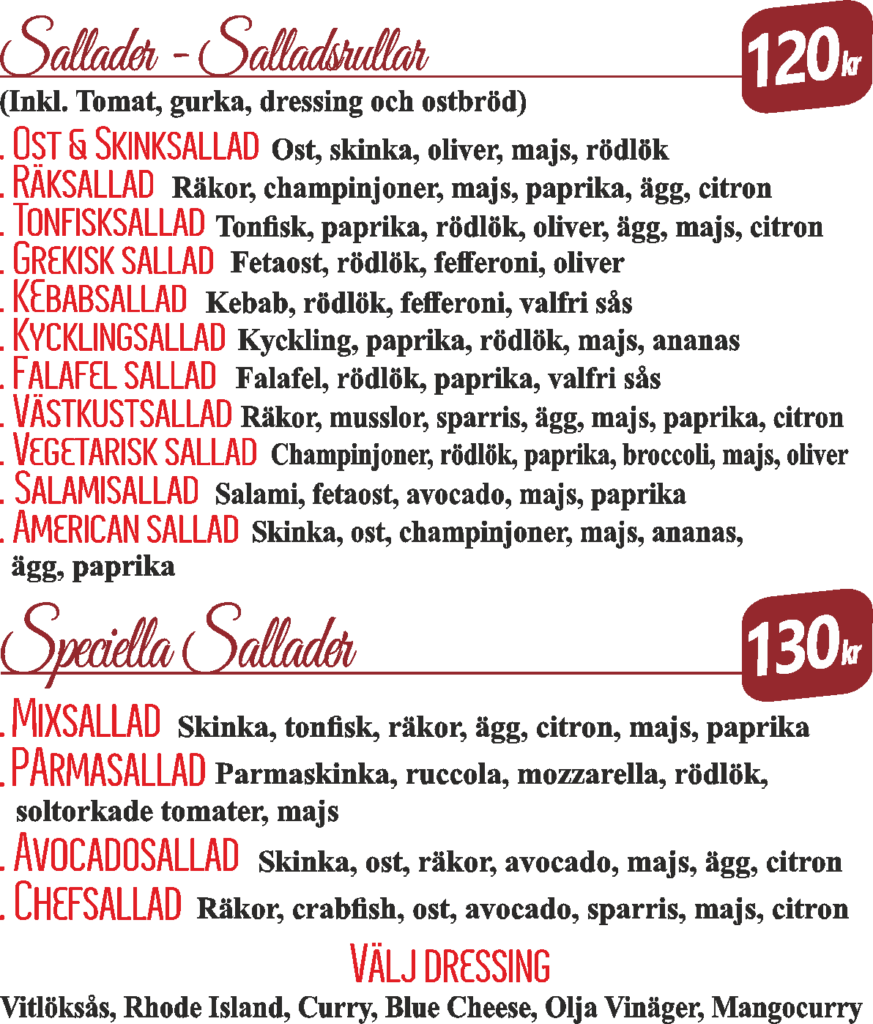 Sallader - Salladsrullar 120kr
(Inkl. Tomat, gurka, dressing och ostbröd)
. Ost & Skinksallad Ost, skinka, oliver, majs, rödlök
. Räksallad Räkor, champinjoner, majs, paprika, ägg, citron
. Tonfisksallad Tonfisk, paprika, rödlök, oliver, ägg, majs, citron
. Grekisk sallad Fetaost, rödlök, fefferoni, oliver
. KEbabsallad Kebab, rödlök, fefferoni, valfri sås
. Kycklingsallad Kyckling, paprika, rödlök, majs, ananas
. Falafel sallad Falafel, rödlök, paprika, valfri sås
. Västkustsallad Räkor, musslor, sparris, ägg, majs, paprika, citron
. Vegetarisk sallad Champinjoner, rödlök, paprika, broccoli, majs, oliver
. Salamisallad Salami, fetaost, avocado, majs, paprika
. American sallad Skinka, ost, champinjoner, majs, ananas,
ägg, paprika
Speciella Sallader 130kr
. Mixsallad Skinka, tonfisk, räkor, ägg, citron, majs, paprika
. PArmasallad Parmaskinka, ruccola, mozzarella, rödlök,
soltorkade tomater, majs
. Avocadosallad Skinka, ost, räkor, avocado, majs, ägg, citron
. Chefsallad Räkor, crabfish, ost, avocado, sparris, majs, citron
Välj dressing
Vitlöksås, Rhode Island, Curry, Blue Cheese, Olja Vinäger, Mangocurry